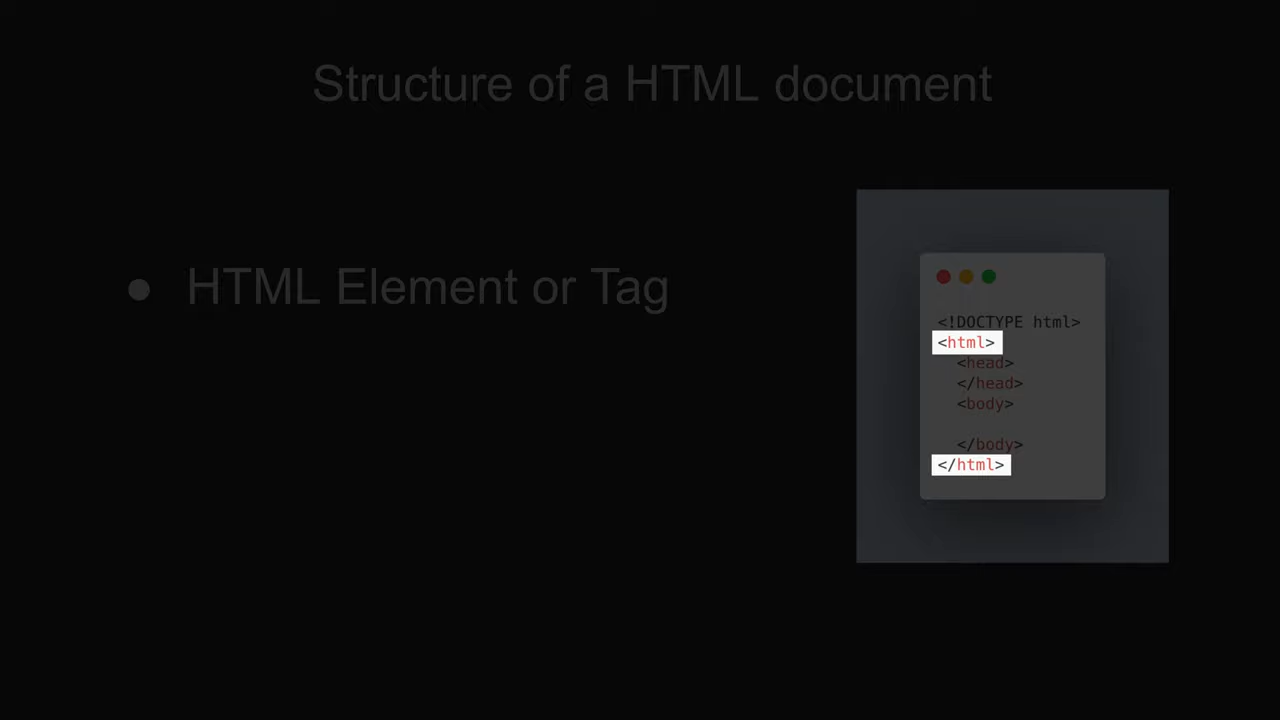 Structure of a HTML document
● HTML Element or Tag
<!DOCTYPE html>
<html>
<head>
</head>
<body>
</body>
</html>